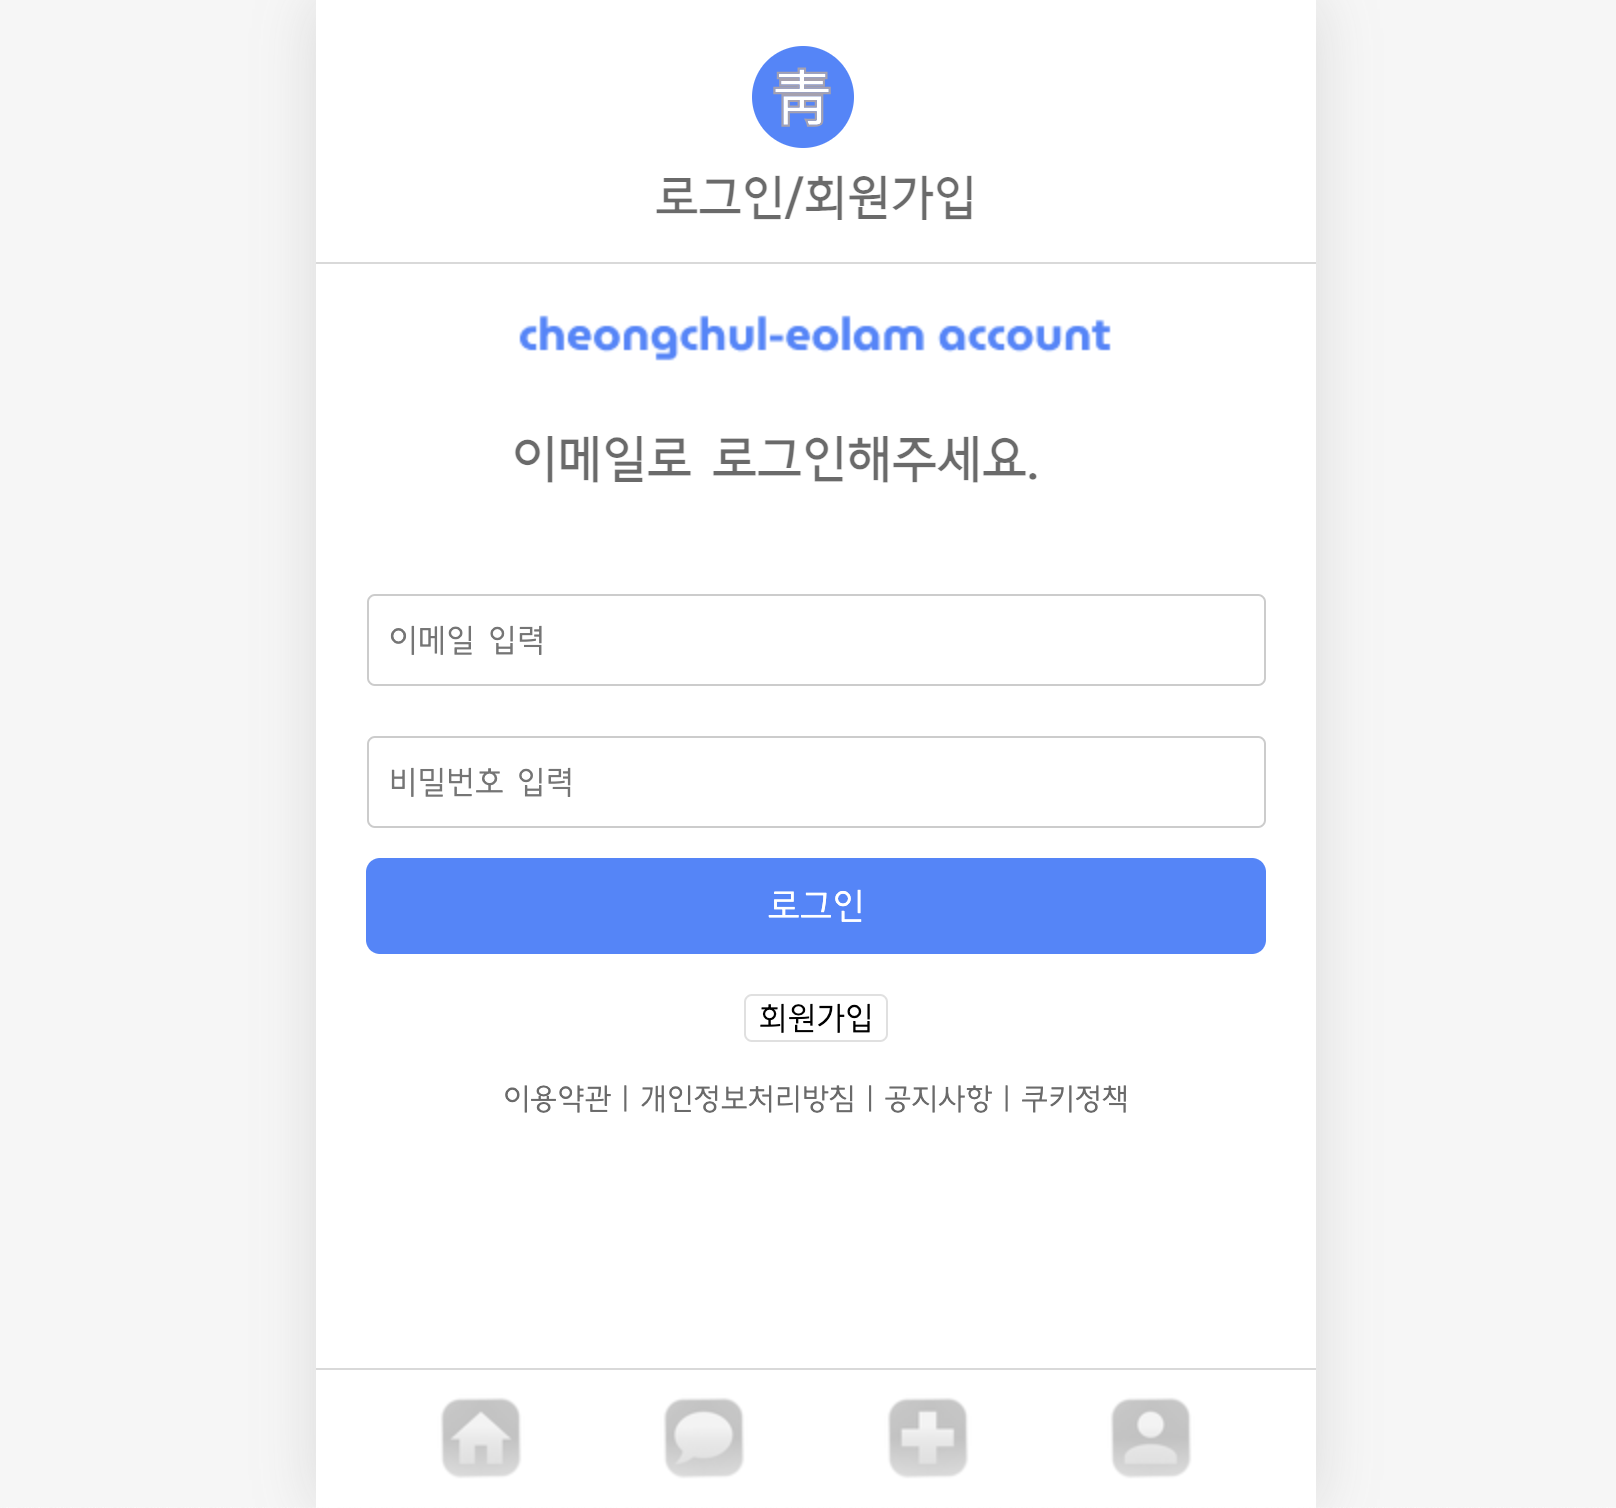 靑
로그인/회원가입
cheongchul-eolam account
이메일로 로그인해주세요.
이메일 입력
비밀번호 입력
로그인
회원가입
이용약관 | 개인정보처리방침 | 공지사항 | 쿠키정책